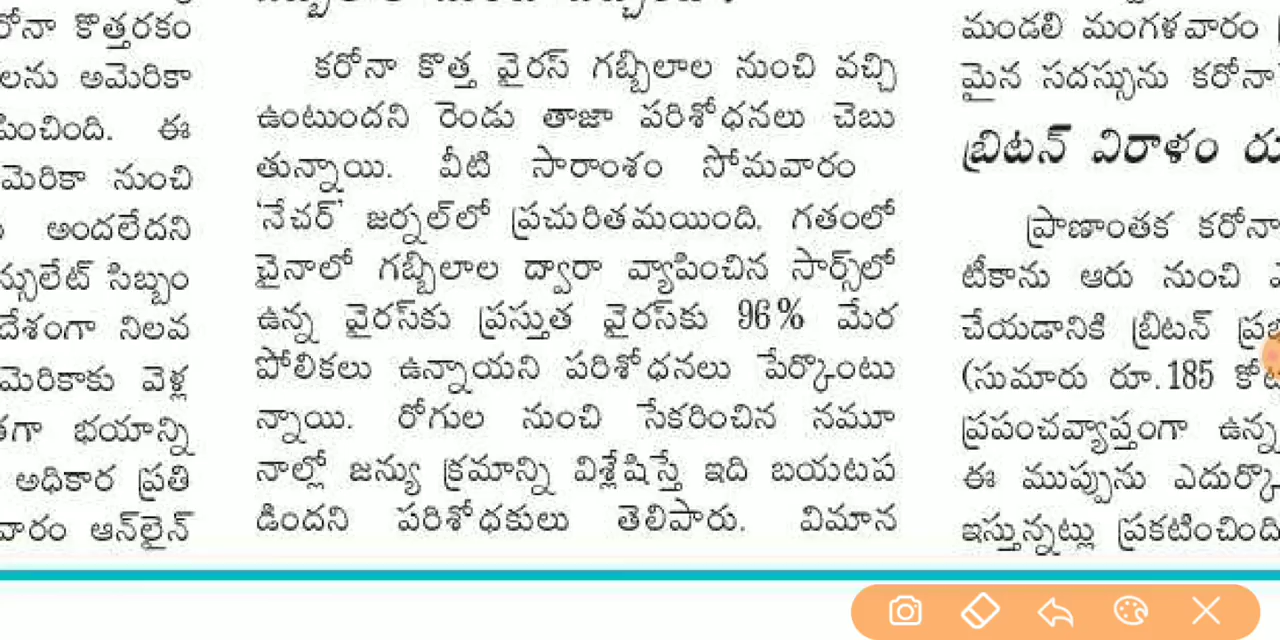 రోనా కొత్తరకం
లను అమెరికా
పించింది. ఈ
మెరికా నుంచి
అందలేదని
న్సులేట్ సిబ్బం
దేశంగా నిలవ
మెరికాకు వెళ్ల
తగా భయాన్ని
అధికార ప్రతి
వారం ఆన్‌లైన్
కరోనా కొత్త వైరస్ గబ్బిలాల నుంచి వచ్చి
ఉంటుందని రెండు తాజా పరిశోధనలు చెబు
తున్నాయి. వీటి సారాంశం సోమవారం
‘నేచర్’ జర్నల్‌లో ప్రచురితమయింది. గతంలో
చైనాలో గబ్బిలాల ద్వారా వ్యాపించిన సార్స్‌లో
ఉన్న వైరస్‌కు ప్రస్తుత వైరస్‌కు 96% మేర
పోలికలు ఉన్నాయని పరిశోధనలు పేర్కొంటు
న్నాయి. రోగుల నుంచి సేకరించిన నమూ
నాల్లో జన్యు క్రమాన్ని విశ్లేషిస్తే ఇది బయటప
డిందని పరిశోధకులు తెలిపారు. విమాన
మండలి మంగళవారం
మైన సదస్సును కరోనా
బ్రిటన్ విరాళం రు
ప్రాణాంతక కరోనా
టీకాను ఆరు నుంచి
చేయడానికి బ్రిటన్ ప్రభ
(సుమారు రూ.185 కోట
ప్రపంచవ్యాప్తంగా ఉన్న
ఈ ముప్పును ఎదుర్కొ
ఇస్తున్నట్లు ప్రకటించింది